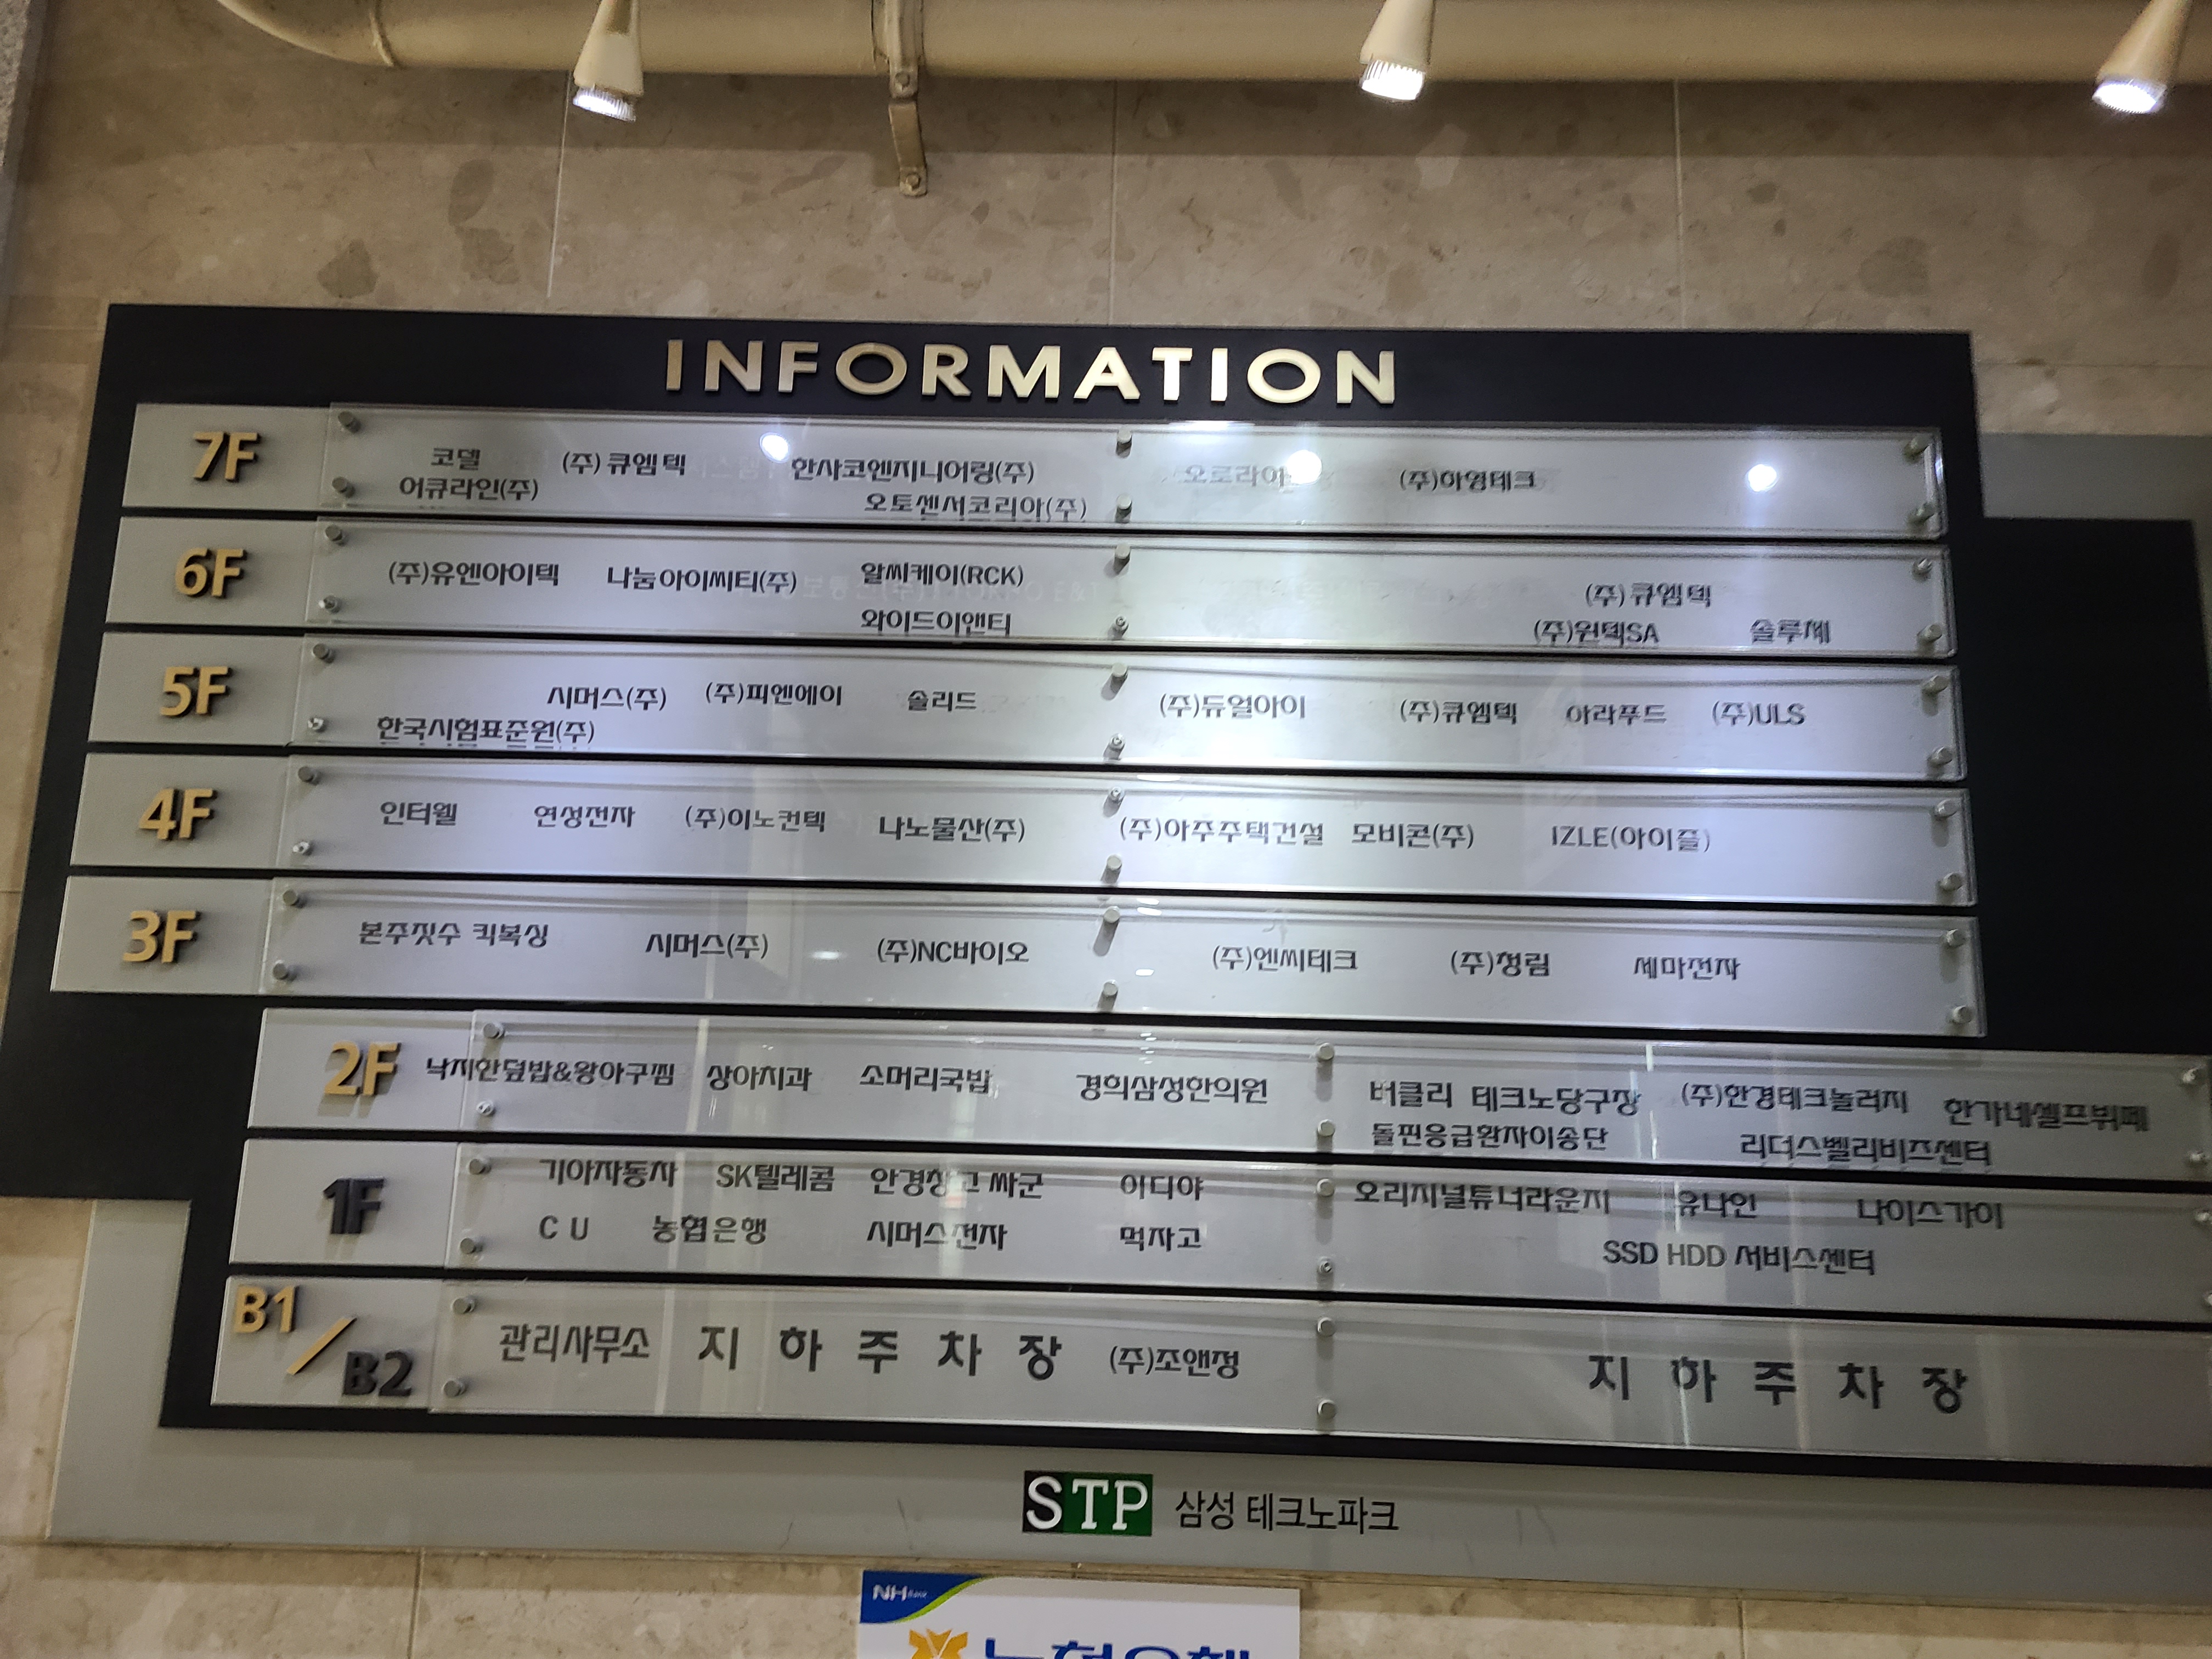 INFORMATION
7F
코델 (주)큐엠텍 한사코엔지니어링(주) (주)하영테크
어큐라인(주) 오토센서코리아(주)
6F
(주)유엔아이텍 나눔아이씨티(주) 알씨케이(RCK) (주)큐엠텍
와이드이앤티 (주)원텍SA 솔루체
5F
시머스(주) (주)피엔에이 솔리드 (주)듀얼아이 (주)큐엠텍 아라푸드 (주)ULS
한국시험표준원(주)
4F
인터웰 연성전자 (주)이노컨텍 나노물산(주) (주)아주주택건설 모비콘(주) IZLE(아이즐)
3F
본주짓수 킥복싱 시머스(주) (주)NC바이오 (주)엔씨테크 (주)청림 세마전자
2F
낙지한덮밥&왕아구찜 상아치과 소머리국밥 경희삼성한의원 버클리 테크노당구장 (주)한경테크놀러지 한가네셀프뷔페
돌핀응급환자이송단 리더스벨리비즈센터
1F
기아자동차 SK텔레콤 안경창고 싸군 이디야 오리지널튜너라운지 유나인 나이스가이
CU 농협은행 시머스전자 먹자고 SSD HDD 서비스센터
B1/B2
관리사무소 지하주차장 (주)조앤정 지하주차장
STP 삼성 테크노파크
NH Bank